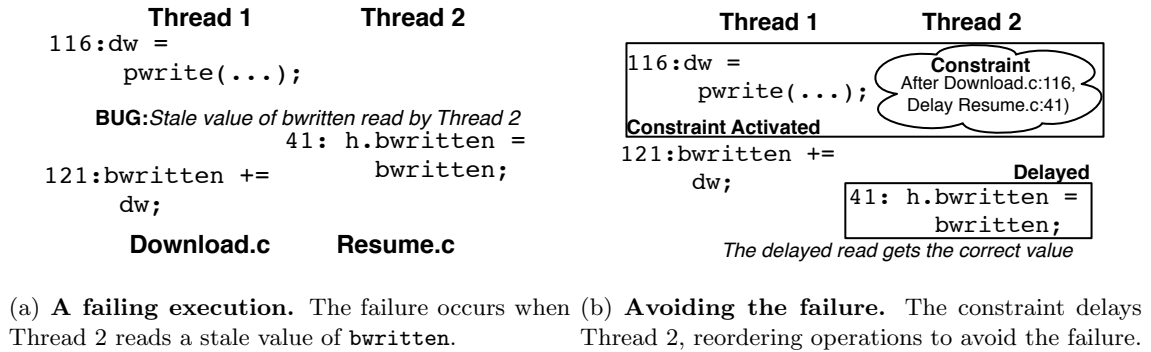 Thread 1 Thread 2
116:dw =
pwrite(...);
BUG:Stale value of bwritten read by Thread 2
41: h.bwritten =
bwritten;
121:bwritten +=
dw;
Download.c Resume.c
(a) A failing execution. The failure occurs when
Thread 2 reads a stale value of bwritten.
Thread 1 Thread 2
116:dw =
pwrite(...);
Constraint
After Download.c:116,
Delay Resume.c:41)
Constraint Activated
121:bwritten +=
dw;
Delayed
41: h.bwritten =
bwritten;
The delayed read gets the correct value
(b) Avoiding the failure. The constraint delays
Thread 2, reordering operations to avoid the failure.